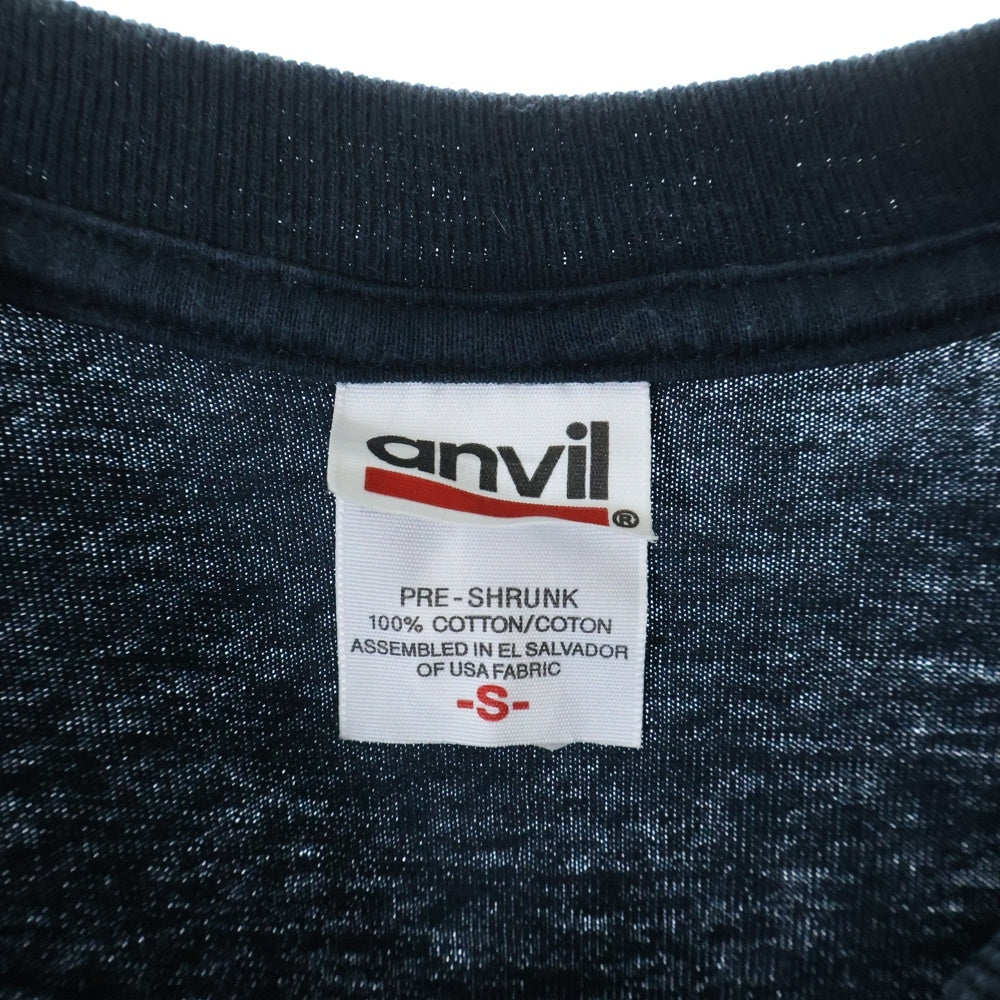 anvil®
PRE-SHRUNK
100% COTTON/COTON
ASSEMBLED IN EL SALVADOR
OF USA FABRIC
-S-